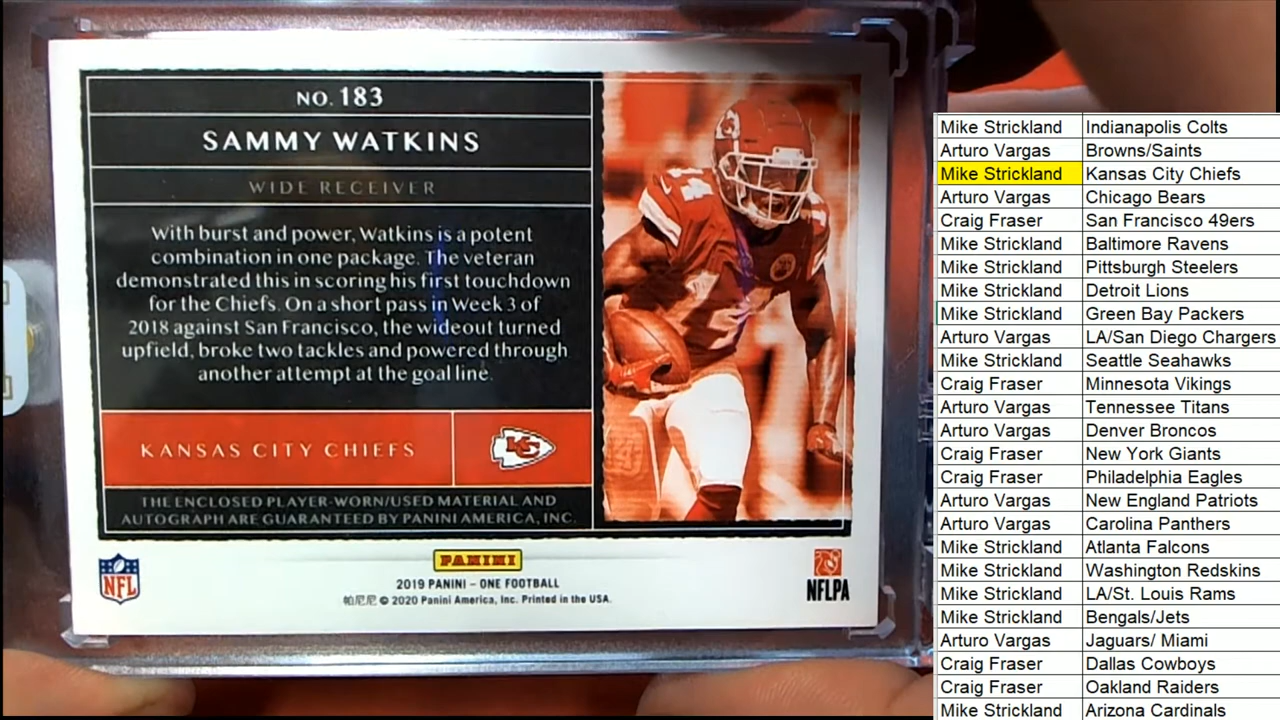 NO. 183
SAMMY WATKINS
WIDE RECEIVER
With burst and power, Watkins is a potent
combination in one package. The veteran
demonstrated this in scoring his first touchdown
for the Chiefs. On a short pass in Week 3 of
2018 against San Francisco, the wideout turned
upfield, broke two tackles and powered through
another attempt at the goal line.
KANSAS CITY CHIEFS
KC
THE ENCLOSED PLAYER-WORN/USED MATERIAL AND
AUTOGRAPH ARE GUARANTEED BY PANINI AMERICA, INC.
NFL
PANINI
2019 PANINI – ONE FOOTBALL
帕尼尼 © 2020 Panini America, Inc. Printed in the USA.
NFLPA
14
Mike Strickland Indianapolis Colts
Arturo Vargas Browns/Saints
Mike Strickland Kansas City Chiefs
Arturo Vargas Chicago Bears
Craig Fraser San Francisco 49ers
Mike Strickland Baltimore Ravens
Mike Strickland Pittsburgh Steelers
Mike Strickland Detroit Lions
Mike Strickland Green Bay Packers
Arturo Vargas LA/San Diego Chargers
Mike Strickland Seattle Seahawks
Craig Fraser Minnesota Vikings
Arturo Vargas Tennessee Titans
Arturo Vargas Denver Broncos
Craig Fraser New York Giants
Craig Fraser Philadelphia Eagles
Arturo Vargas New England Patriots
Arturo Vargas Carolina Panthers
Mike Strickland Atlanta Falcons
Mike Strickland Washington Redskins
Mike Strickland LA/St. Louis Rams
Mike Strickland Bengals/Jets
Arturo Vargas Jaguars/ Miami
Craig Fraser Dallas Cowboys
Craig Fraser Oakland Raiders
Mike Strickland Arizona Cardinals